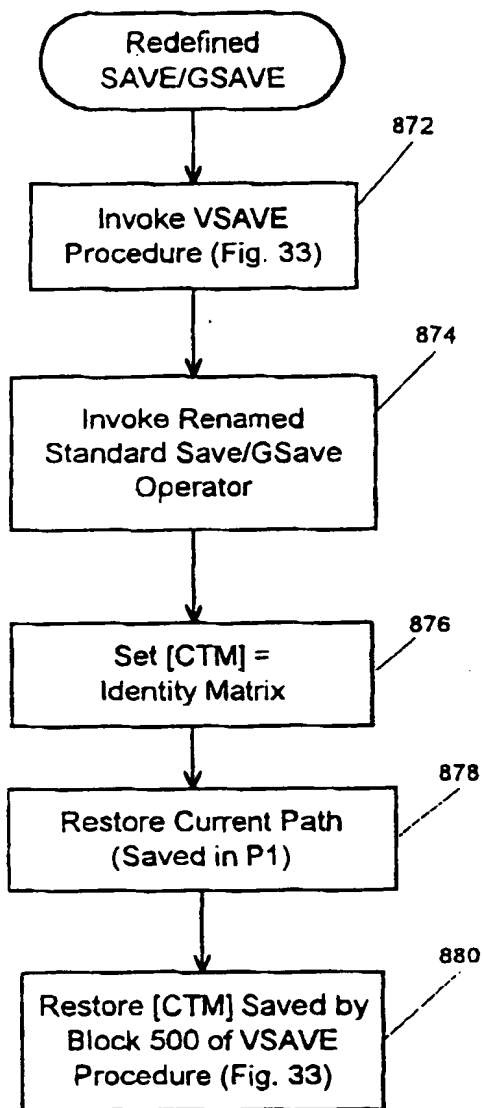 Redefined
SAVE/GSAVE
872
Invoke VSAVE
Procedure (Fig. 33)
874
Invoke Renamed
Standard Save/GSave
Operator
876
Set [CTM] =
Identity Matrix
878
Restore Current Path
(Saved in P1)
880
Restore [CTM] Saved by
Block 500 of VSAVE
Procedure (Fig. 33)